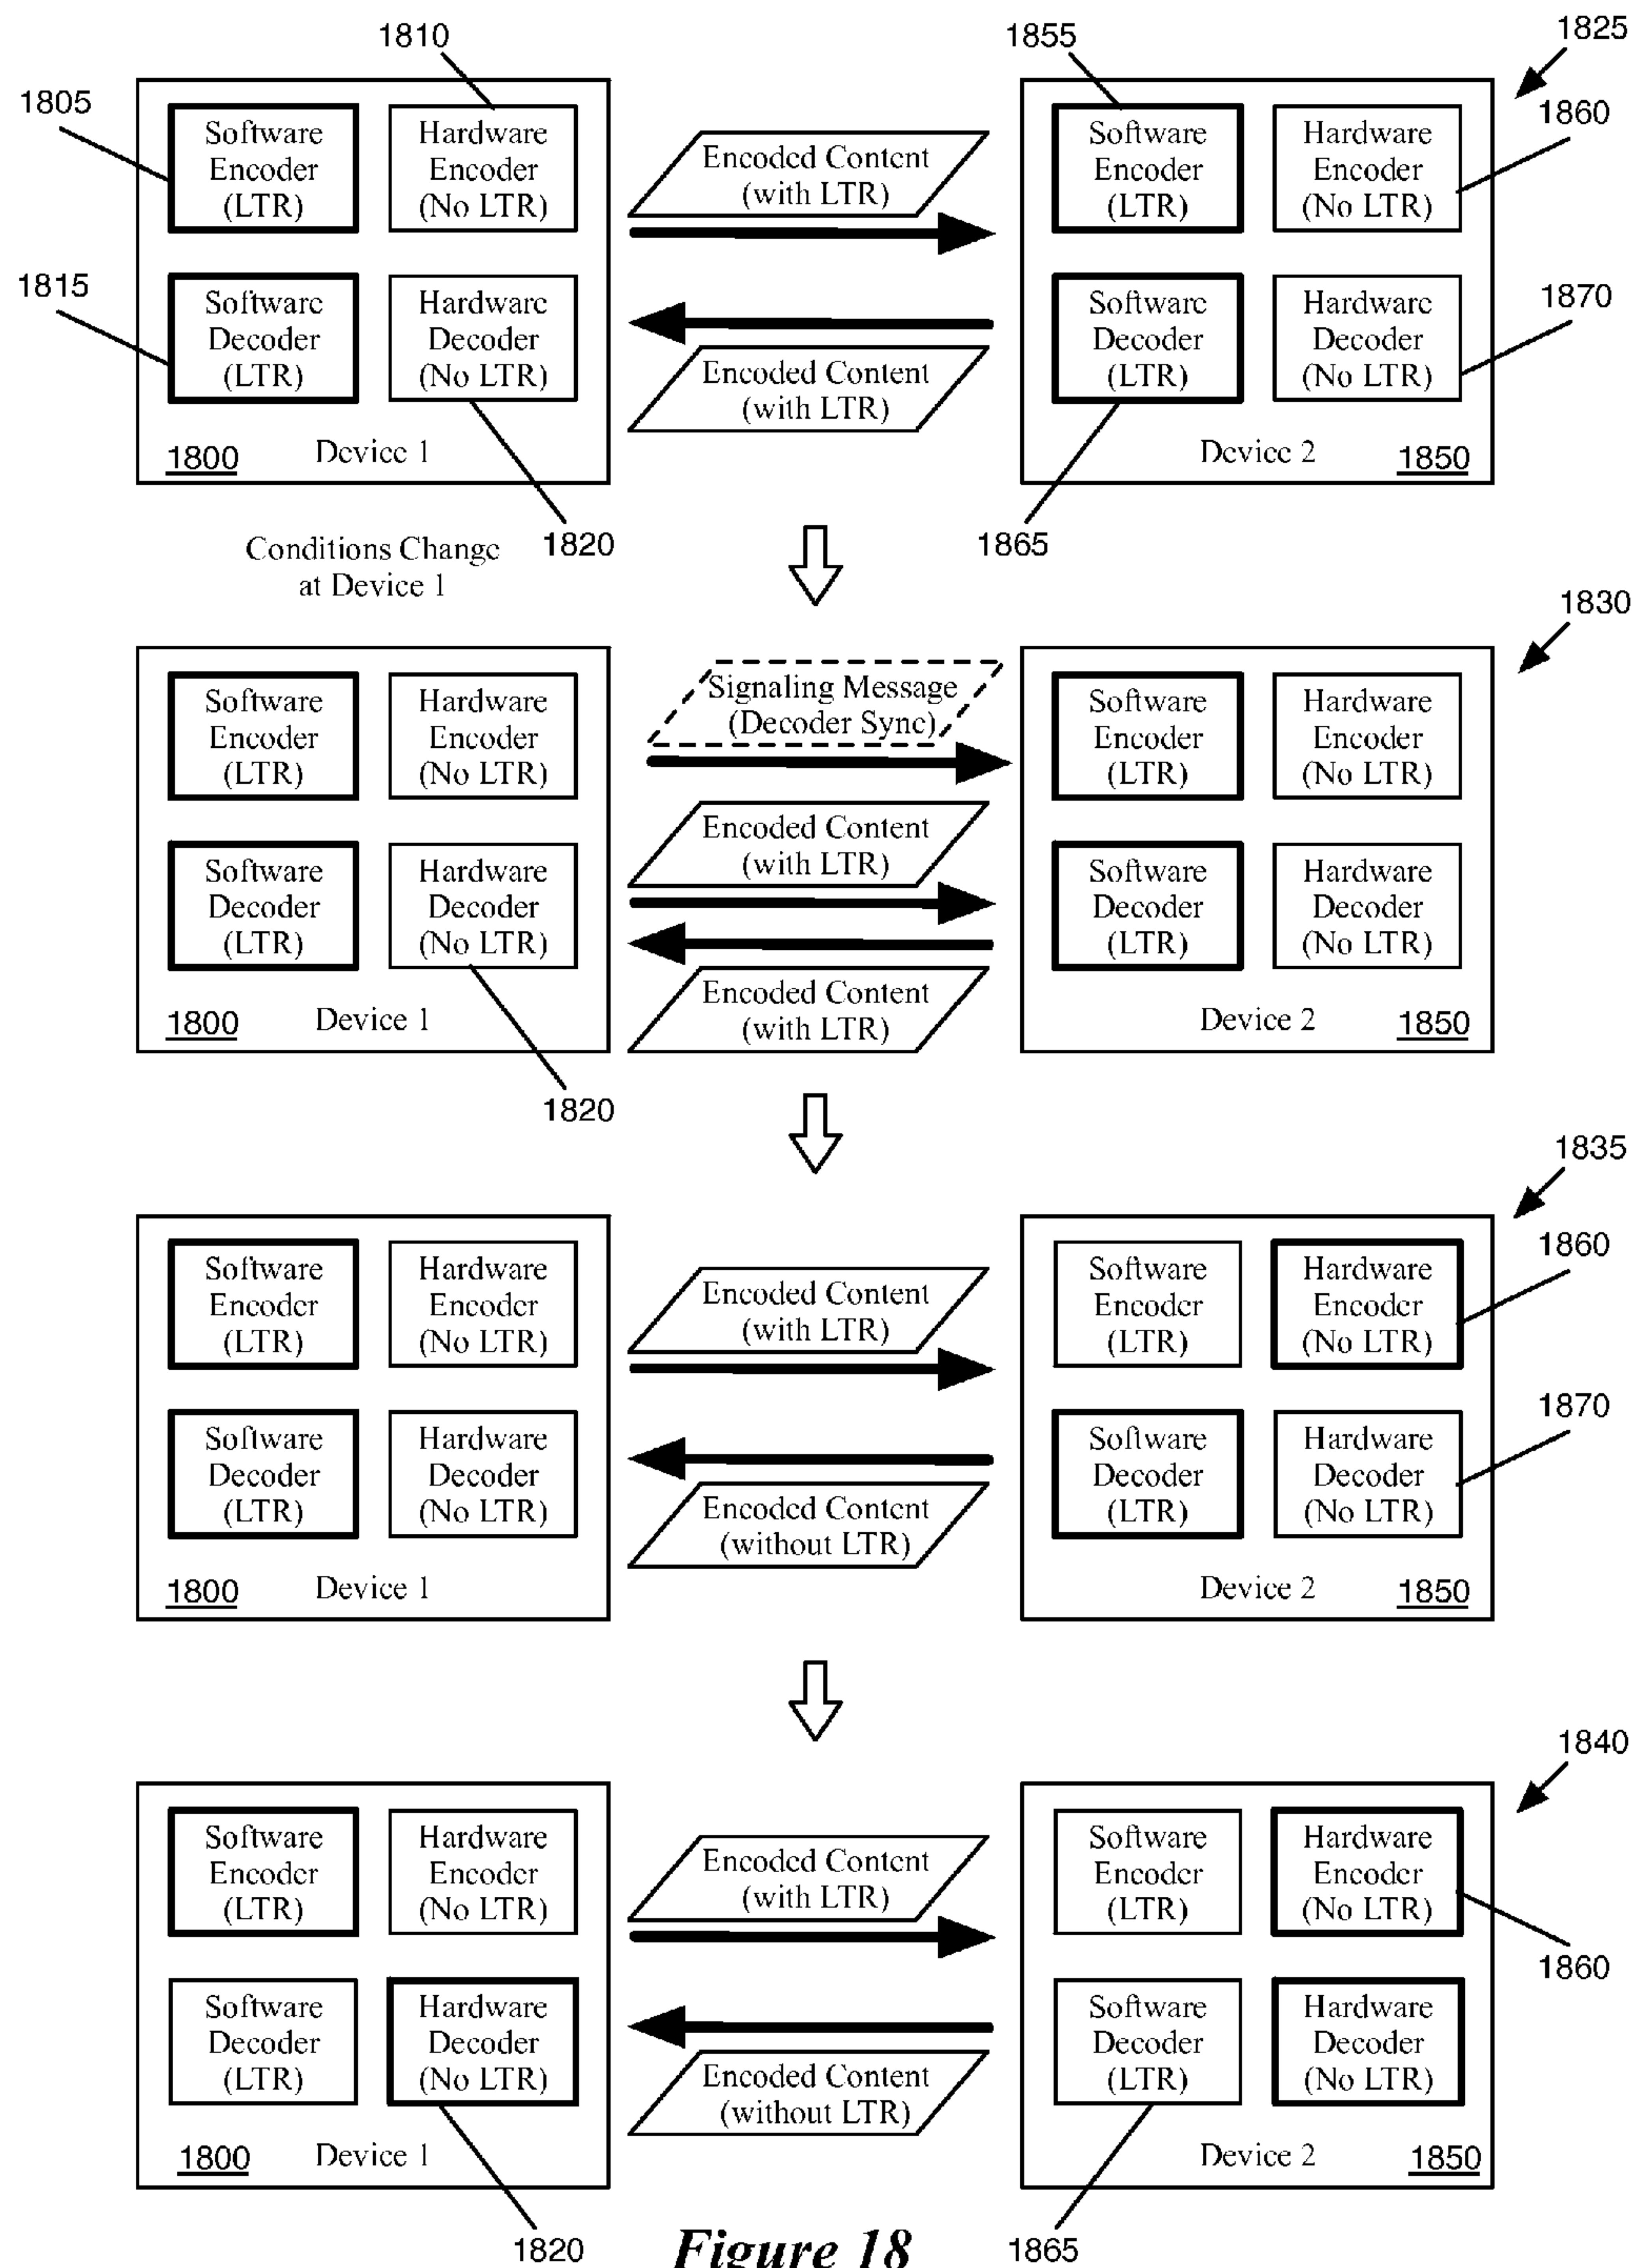 1810
1855
1825
1805
1860
Software
Encoder
(LTR)
Hardware
Encoder
(No LTR)
Encoded Content
(with LTR)
Software
Encoder
(LTR)
Hardware
Encoder
(No LTR)
1815
1870
Software
Decoder
(LTR)
Hardware
Decoder
(No LTR)
Encoded Content
(with LTR)
Software
Decoder
(LTR)
Hardware
Decoder
(No LTR)
1800
Device 1
Device 2
1850
Conditions Change
at Device 1
1820
1865
1830
Software
Encoder
(LTR)
Hardware
Encoder
(No LTR)
Signaling Message
(Decoder Sync)
Software
Encoder
(LTR)
Hardware
Encoder
(No LTR)
Encoded Content
(with LTR)
Software
Decoder
(LTR)
Hardware
Decoder
(No LTR)
Software
Decoder
(LTR)
Hardware
Decoder
(No LTR)
Encoded Content
(with LTR)
1800
Device 1
Device 2
1850
1820
1835
1860
Software
Encoder
(LTR)
Hardware
Encoder
(No LTR)
Encoded Content
(with LTR)
Software
Encoder
(LTR)
Hardware
Encoder
(No LTR)
1870
Software
Decoder
(LTR)
Hardware
Decoder
(No LTR)
Encoded Content
(without LTR)
Software
Decoder
(LTR)
Hardware
Decoder
(No LTR)
1800
Device 1
Device 2
1850
1840
Software
Encoder
(LTR)
Hardware
Encoder
(No LTR)
Encoded Content
(with LTR)
Software
Encoder
(LTR)
Hardware
Encoder
(No LTR)
1860
Software
Decoder
(LTR)
Hardware
Decoder
(No LTR)
Encoded Content
(without LTR)
Software
Decoder
(LTR)
Hardware
Decoder
(No LTR)
1800
Device 1
Device 2
1850
1820
Figure 18
1865